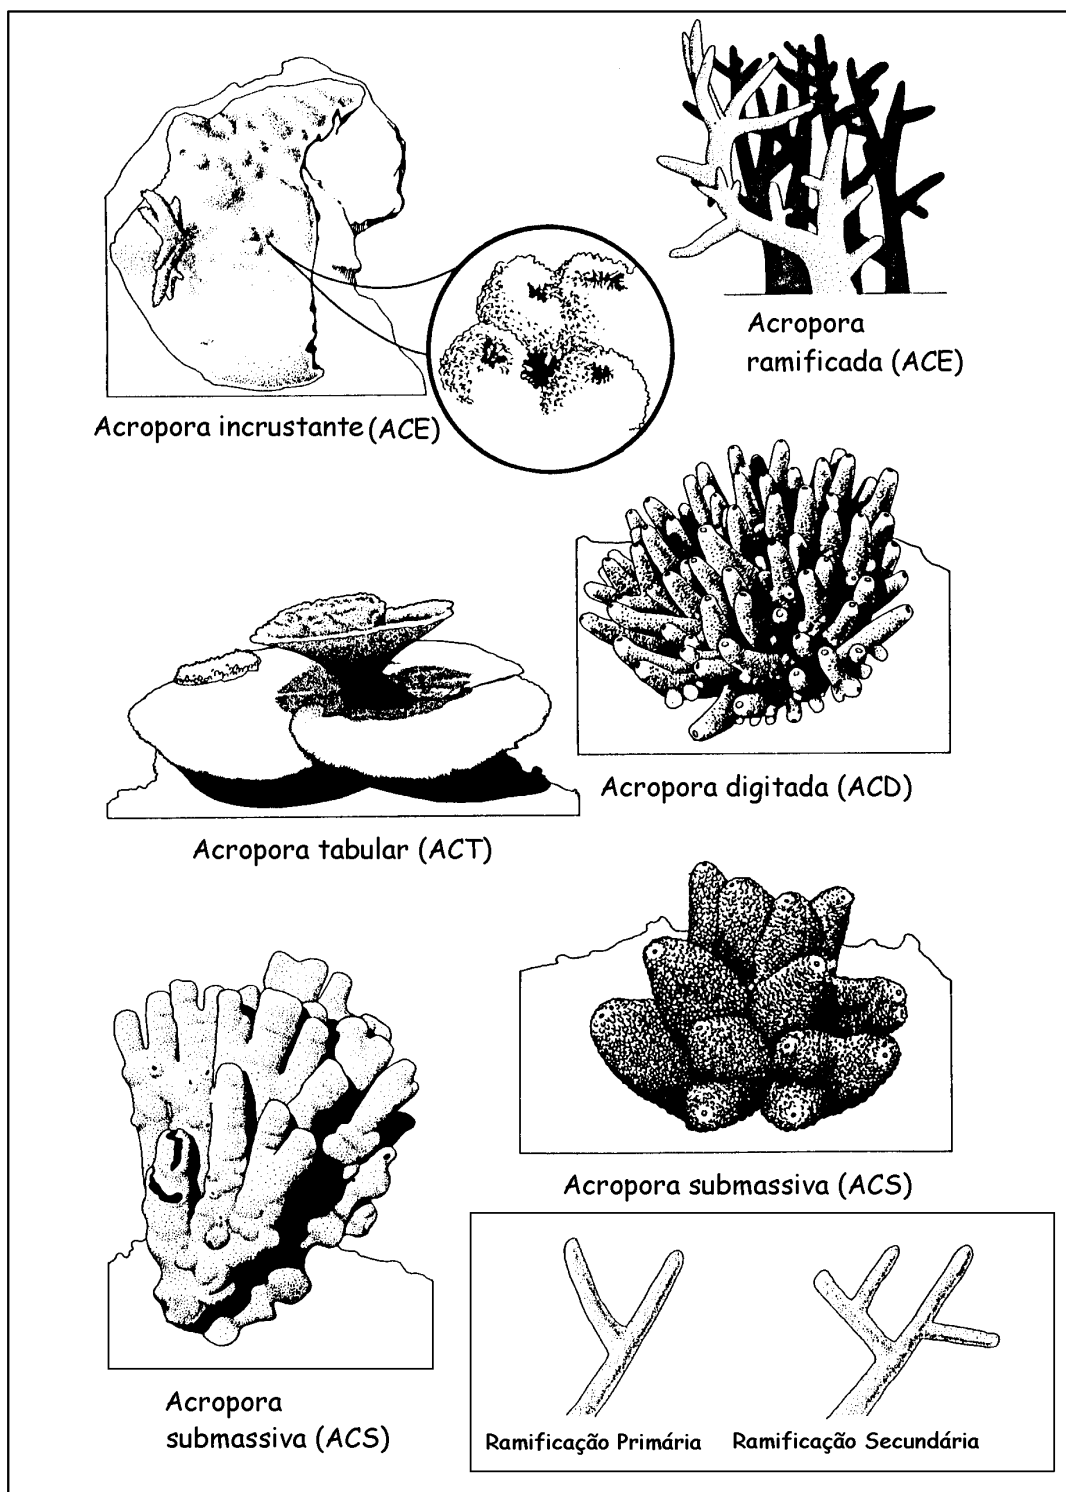 Acropora
ramificada (ACE)
Acropora incrustante (ACE)
Acropora digitada (ACD)
Acropora tabular (ACT)
Acropora submassiva (ACS)
Acropora
submassiva (ACS)
Ramificação Primária
Ramificação Secundária